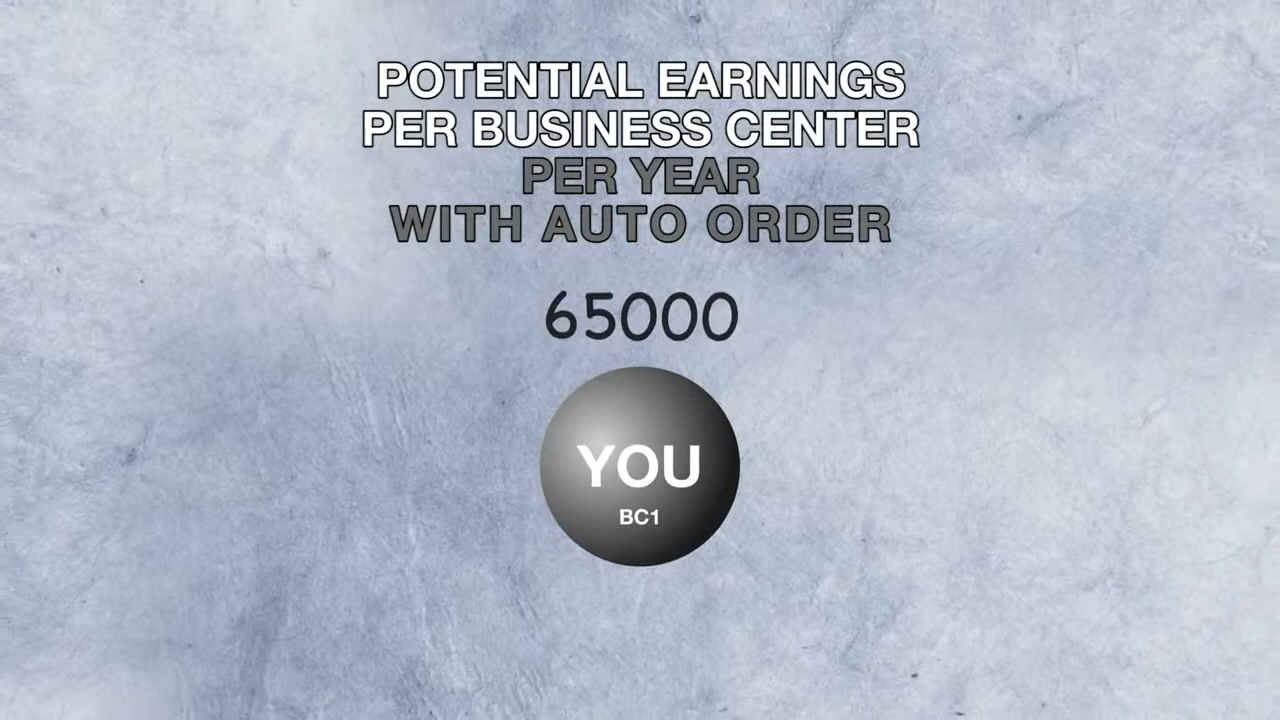 POTENTIAL EARNINGS
PER BUSINESS CENTER
PER YEAR
WITH AUTO ORDER
65000
YOU
BC1